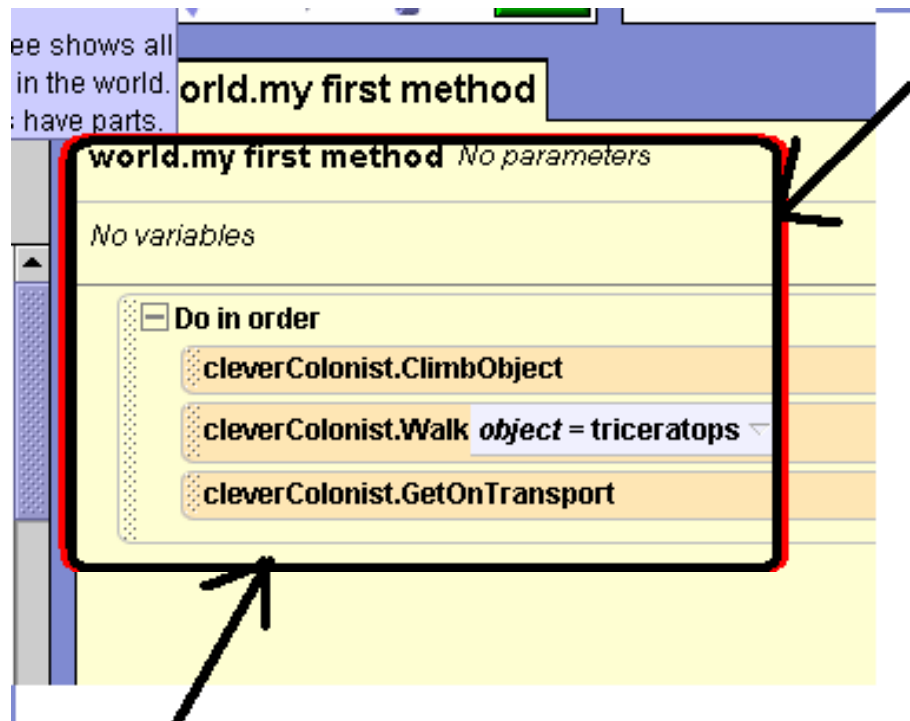 ee shows all
in the world.
have parts.
orld.my first method
world.my first method No parameters
No variables
Do in order
cleverColonist.ClimbObject
cleverColonist.Walk object = triceratops
cleverColonist.GetOnTransport